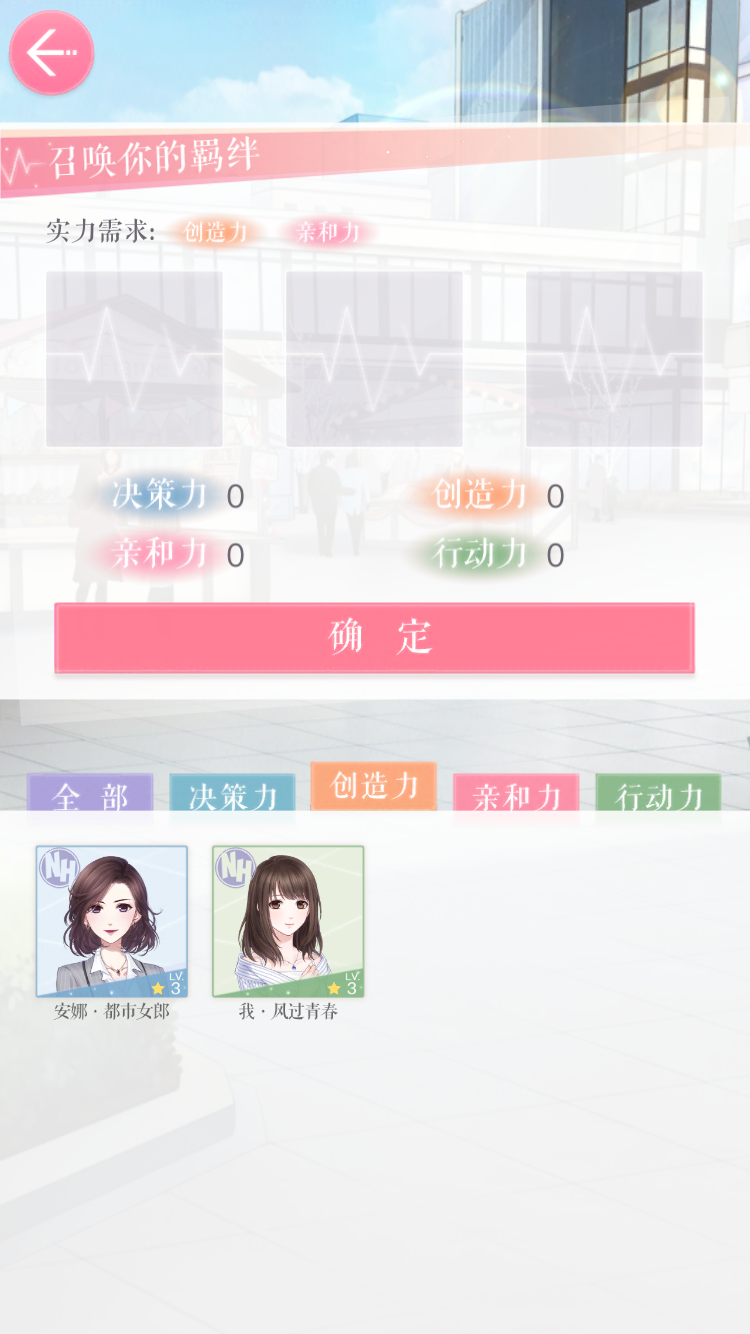 召唤你的羁绊
实力需求: 创造力 亲和力
决策力 0 创造力 0
亲和力 0 行动力 0
确 定
全 部 决策力 创造力 亲和力 行动力
NH NH
LV. LV.
3 3
安娜·都市女郎 我·风过青春